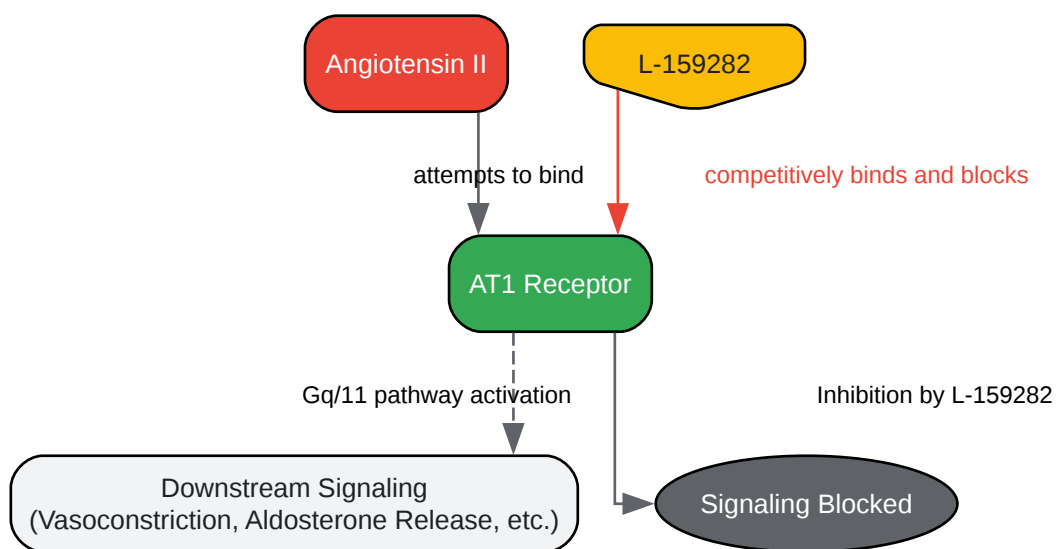 Angiotensin II
L-159282
attempts to bind
competitively binds and blocks
AT1 Receptor
Gq/11 pathway activation
Inhibition by L-159282
Downstream Signaling
(Vasoconstriction, Aldosterone Release, etc.)
Signaling Blocked